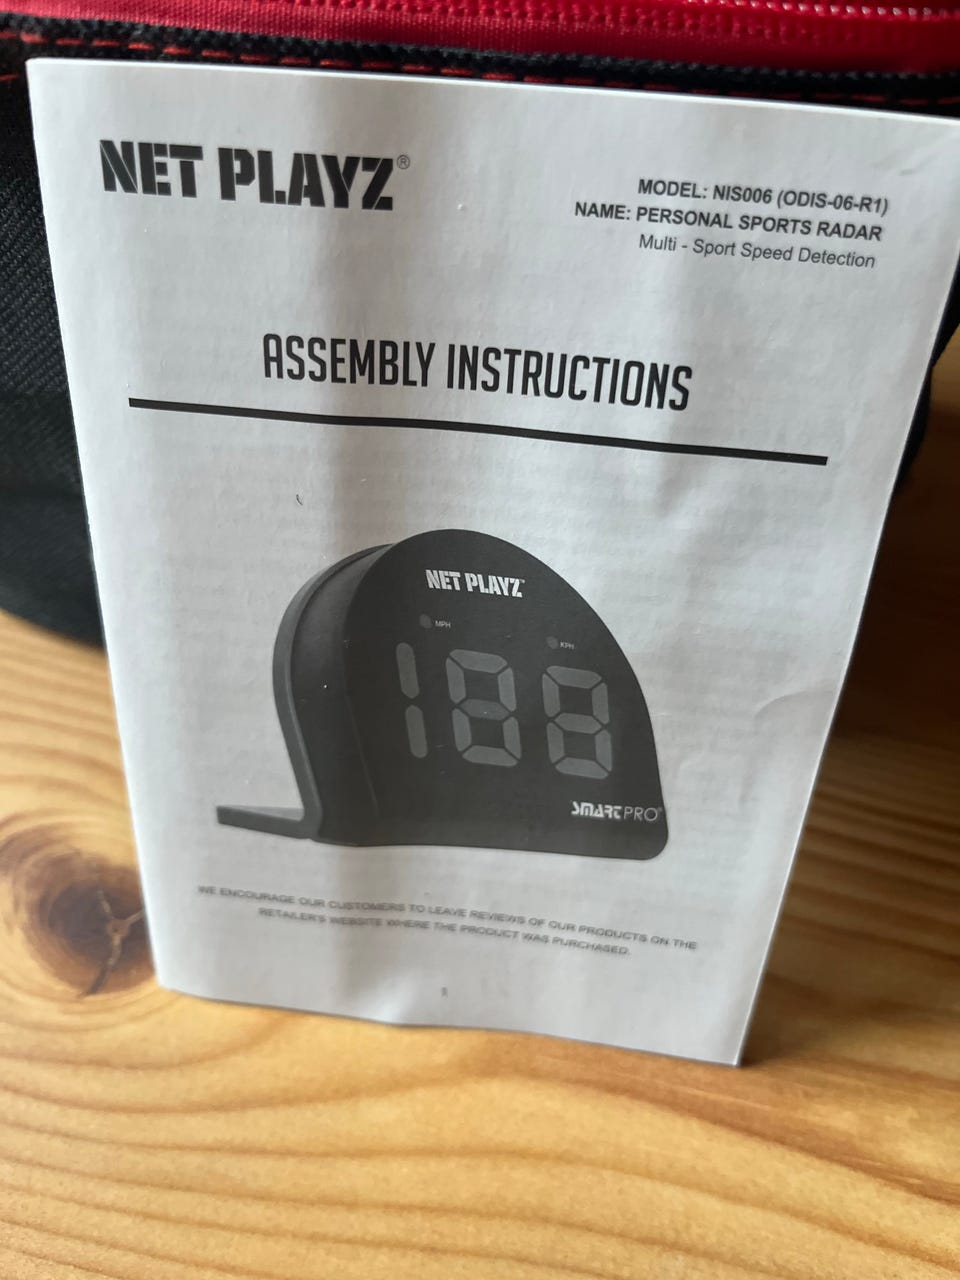 NET PLAYZ®
MODEL: NIS006 (ODIS-06-R1)
NAME: PERSONAL SPORTS RADAR
Multi - Sport Speed Detection
ASSEMBLY INSTRUCTIONS
NET PLAYZ
MPH
KPH
188
SMARTPRO
WE ENCOURAGE OUR CUSTOMERS TO LEAVE REVIEWS OF OUR PRODUCTS ON THE
RETAILER'S WEBSITE WHERE THE PRODUCT WAS PURCHASED.